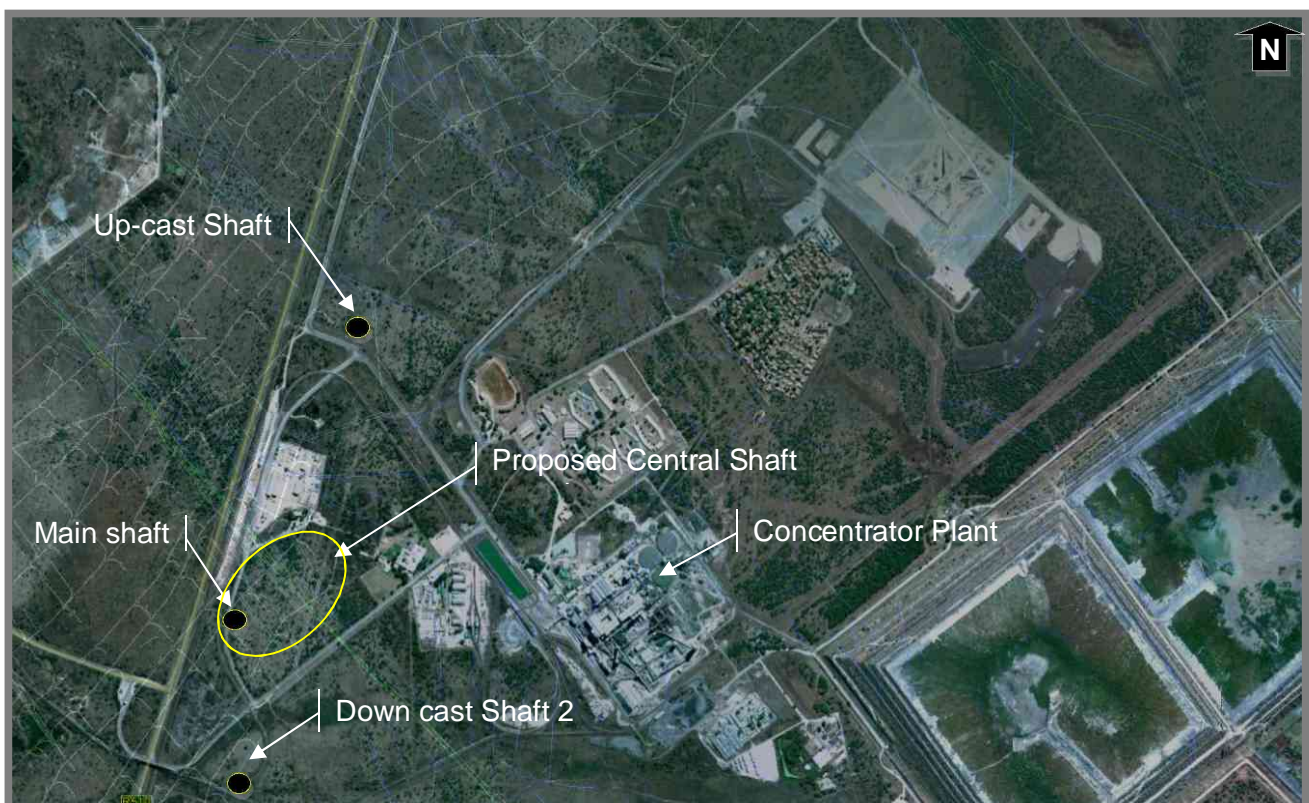 N
Up-cast Shaft
Proposed Central Shaft
Main shaft
Concentrator Plant
Down cast Shaft 2